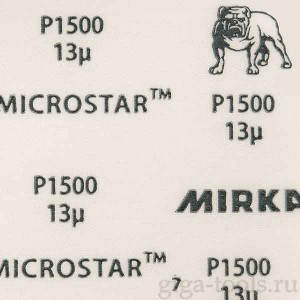 P1500
13µ
MICROSTAR™ P1500
13µ
P1500
13µ MIRKA
MICROSTAR™ P1500
7 13µ
giga-tools.ru